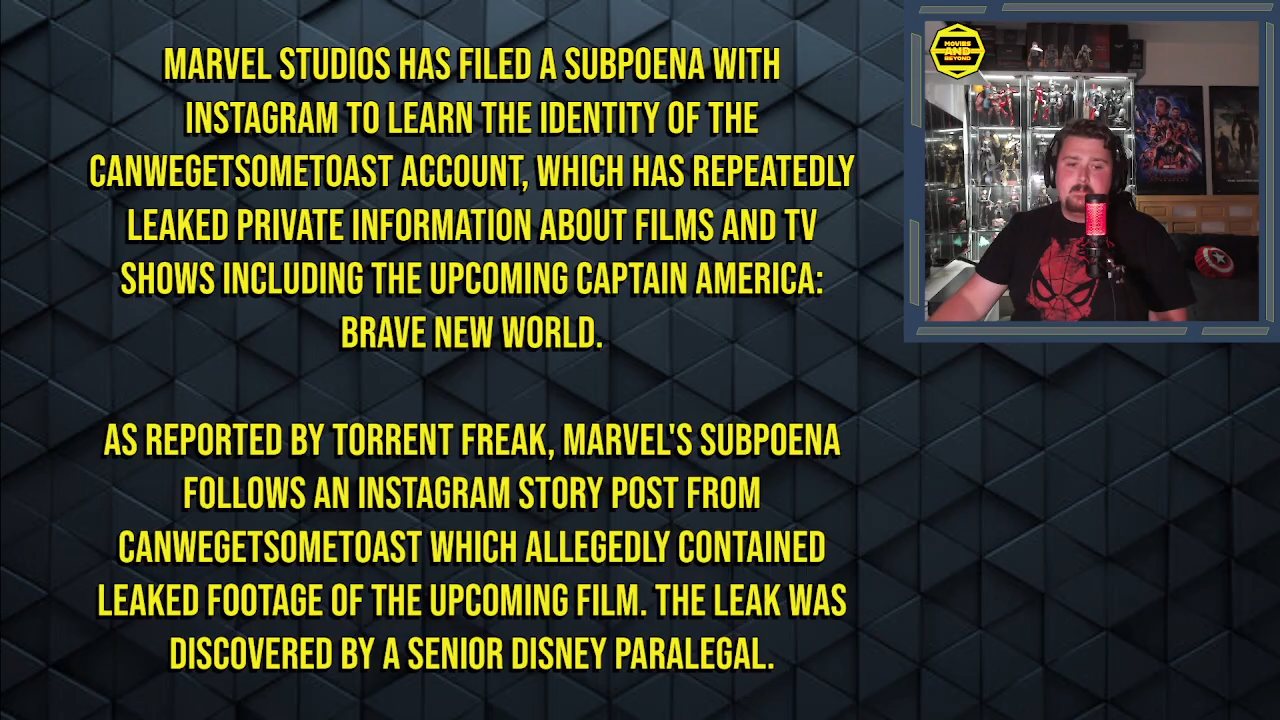 MARVEL STUDIOS HAS FILED A SUBPOENA WITH
INSTAGRAM TO LEARN THE IDENTITY OF THE
CANWEGETSOMETOAST ACCOUNT, WHICH HAS REPEATEDLY
LEAKED PRIVATE INFORMATION ABOUT FILMS AND TV
SHOWS INCLUDING THE UPCOMING CAPTAIN AMERICA:
BRAVE NEW WORLD.
AS REPORTED BY TORRENT FREAK, MARVEL'S SUBPOENA
FOLLOWS AN INSTAGRAM STORY POST FROM
CANWEGETSOMETOAST WHICH ALLEGEDLY CONTAINED
LEAKED FOOTAGE OF THE UPCOMING FILM. THE LEAK WAS
DISCOVERED BY A SENIOR DISNEY PARALEGAL.
MOVIES
AND
BEYOND